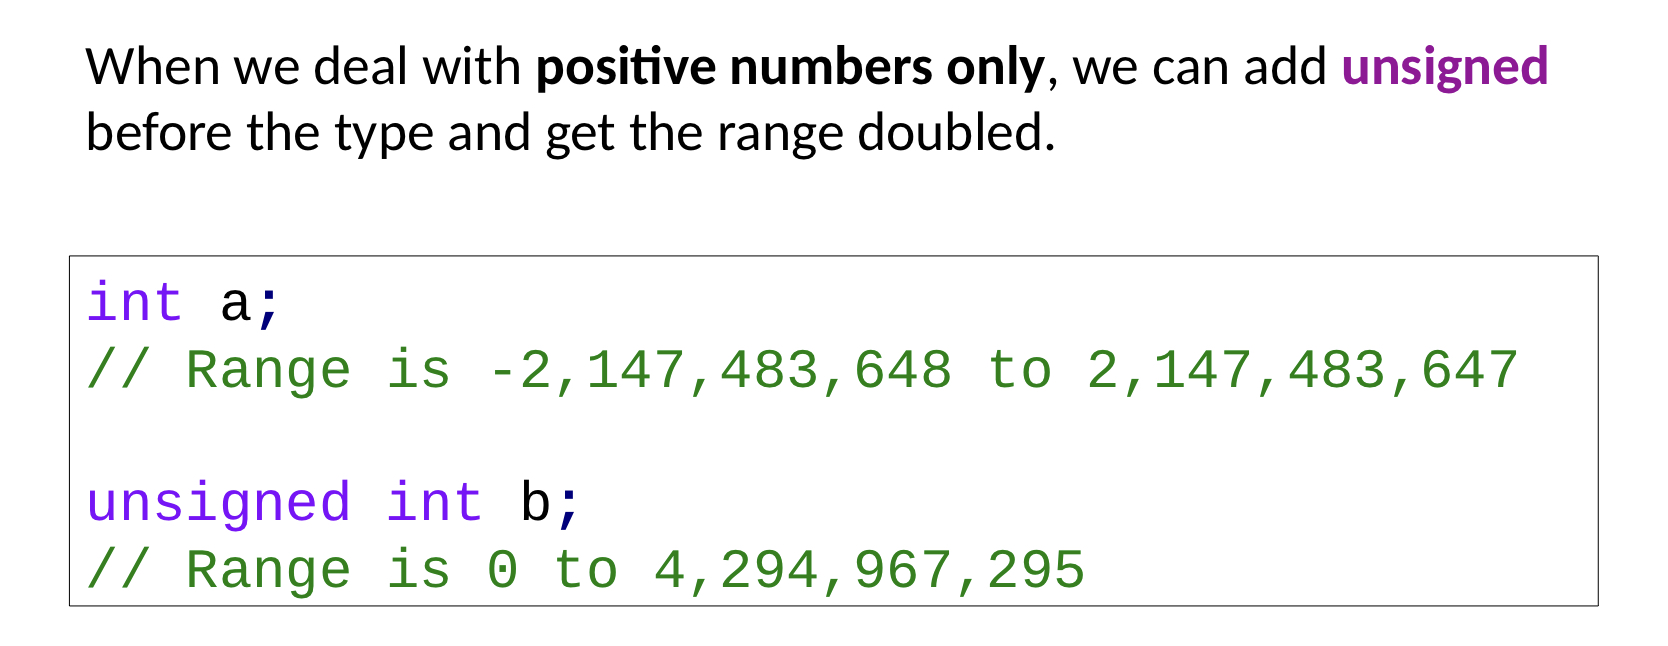 When we deal with positive numbers only, we can add unsigned
before the type and get the range doubled.
int a;
// Range is -2,147,483,648 to 2,147,483,647
unsigned int b;
// Range is 0 to 4,294,967,295